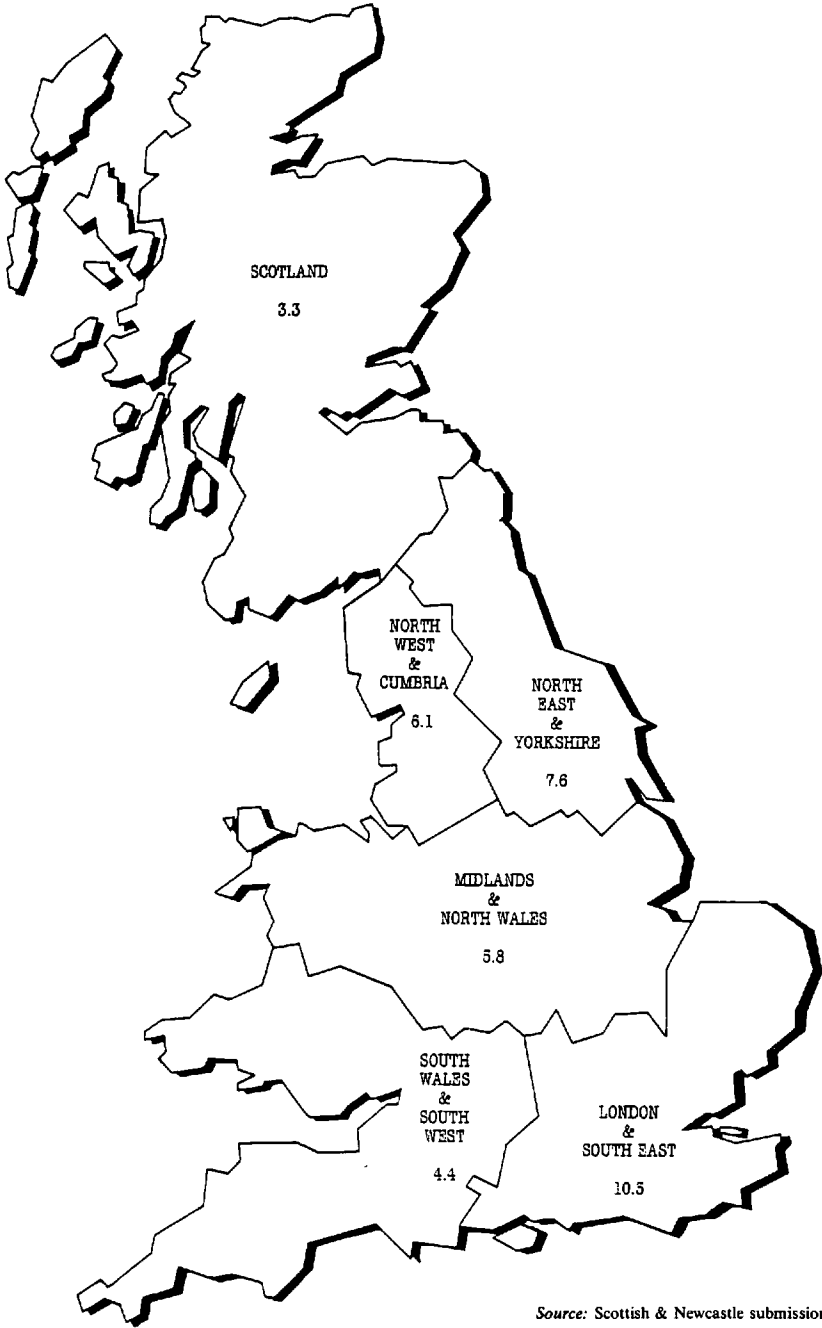 SCOTLAND
3.3
NORTH
WEST
&
CUMBRIA
6.1
NORTH
EAST
&
YORKSHIRE
7.6
MIDLANDS
&
NORTH WALES
5.8
SOUTH
WALES
&
SOUTH
WEST
4.4
LONDON
&
SOUTH EAST
10.5
Source: Scottish & Newcastle submission